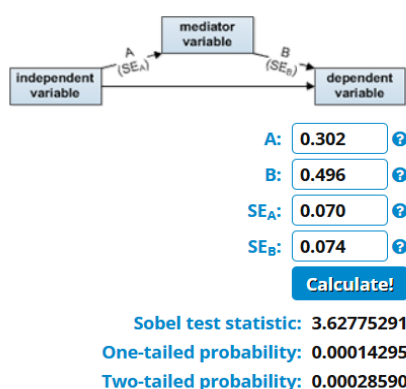 mediator
variable
A
(SEA)
B
(SEB)
independent
variable
dependent
variable
A: 0.302 ?
B: 0.496 ?
SEA: 0.070 ?
SEB: 0.074 ?
Calculate!
Sobel test statistic: 3.62775291
One-tailed probability: 0.00014295
Two-tailed probability: 0.00028590